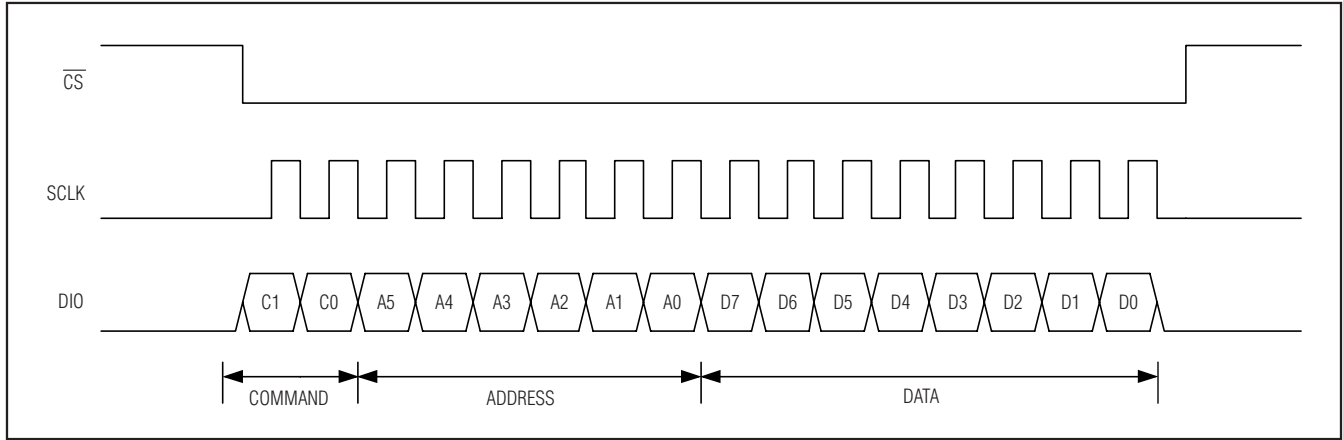 C̅S̅
SCLK
DIO
C1 C0 A5 A4 A3 A2 A1 A0 D7 D6 D5 D4 D3 D2 D1 D0
COMMAND ADDRESS DATA